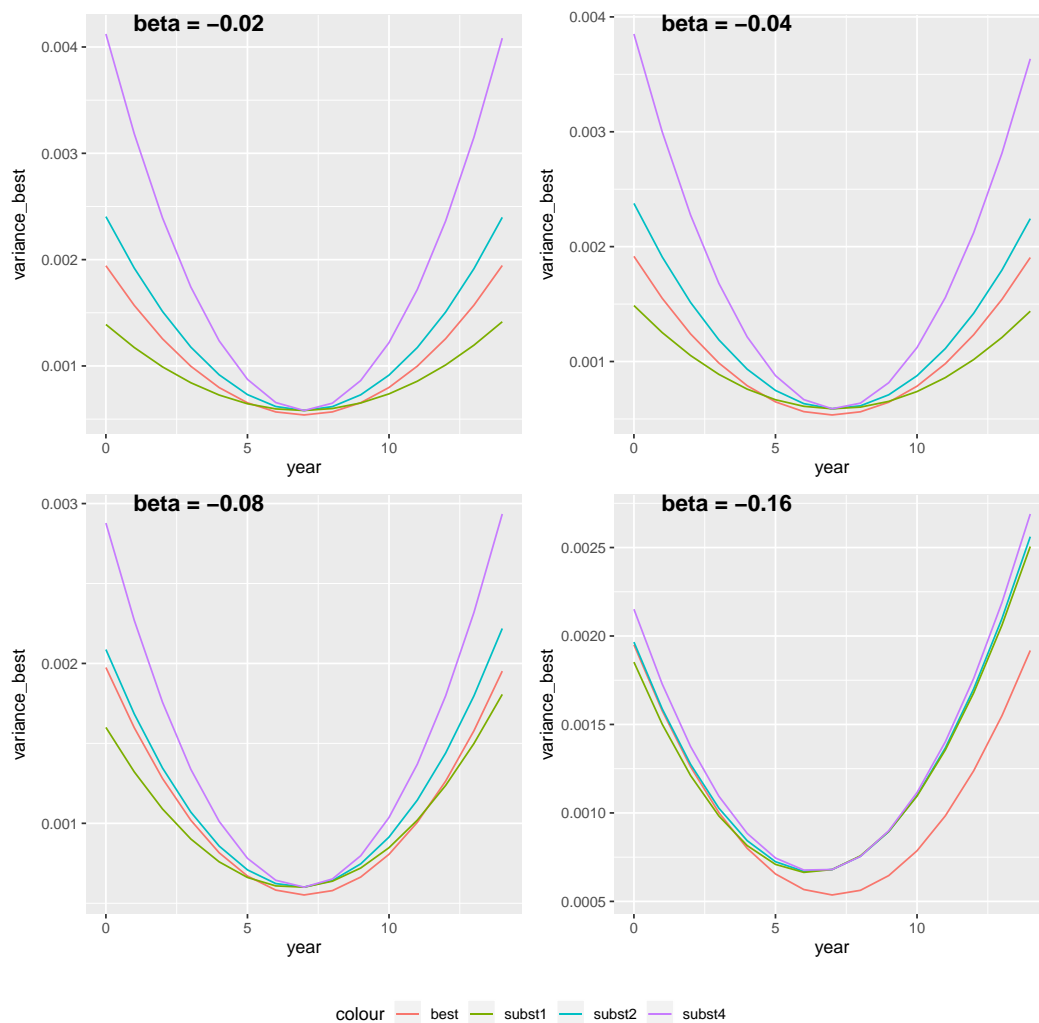 beta = −0.02
0.004
0.003
0.002
0.001
variance_best
0 5 10
year
beta = −0.04
0.004
0.003
0.002
0.001
variance_best
0 5 10
year
beta = −0.08
0.003
0.002
0.001
variance_best
0 5 10
year
beta = −0.16
0.0025
0.0020
0.0015
0.0010
0.0005
variance_best
0 5 10
year
colour best subst1 subst2 subst4